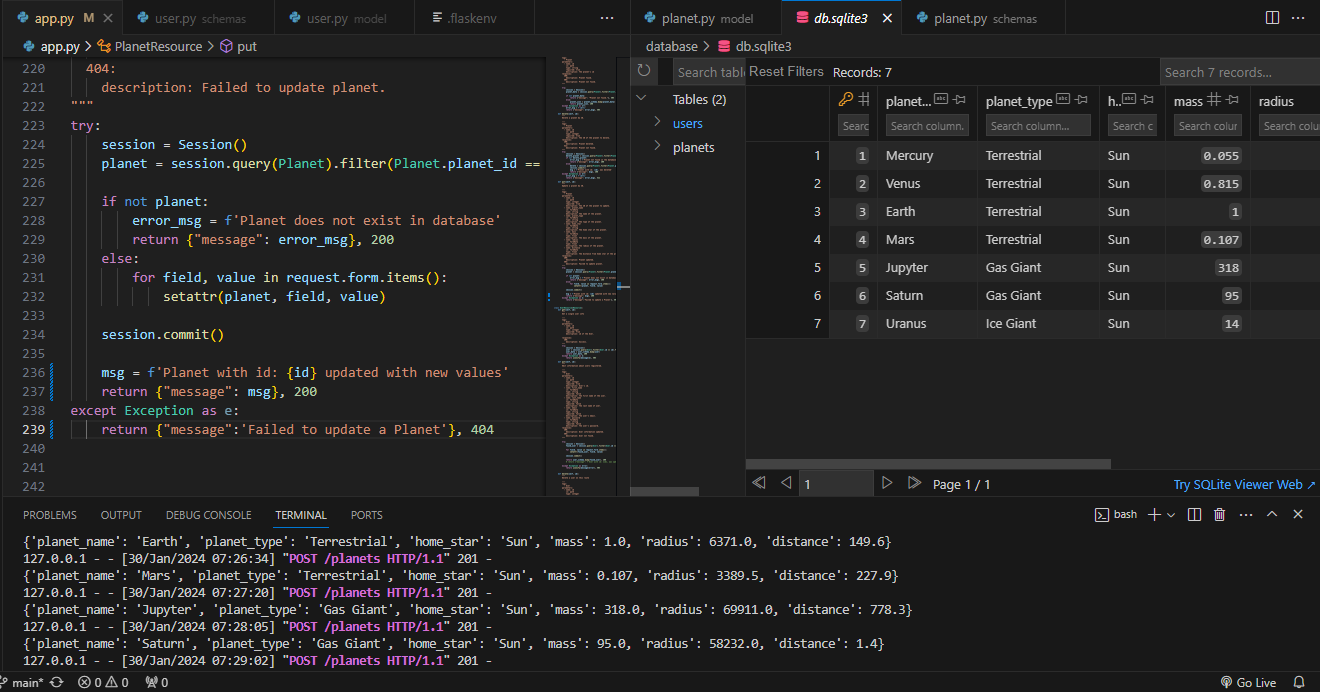 app.py M
user.py schemas
user.py model
.flaskenv
...
app.py > PlanetResource > put
220 404:
221 description: Failed to update planet.
222 """
223 try:
224 session = Session()
225 planet = session.query(Planet).filter(Planet.planet_id ==
226
227 if not planet:
228 error_msg = f'Planet does not exist in database'
229 return {"message": error_msg}, 200
230 else:
231 for field, value in request.form.items():
232 setattr(planet, field, value)
233
234 session.commit()
235
236 msg = f'Planet with id: {id} updated with new values'
237 return {"message": msg}, 200
238 except Exception as e:
239 return {"message":'Failed to update a Planet'}, 404
240
241
242
planet.py model
db.sqlite3
planet.py schemas
...
database > db.sqlite3
Search table
Reset Filters
Records: 7
Search 7 records...
Tables (2)
users
planets
planet... planet_type h.. mass radius
Searc Search column. Search column... Search c Search colur Search colu
1 1 Mercury Terrestrial Sun 0.055
2 2 Venus Terrestrial Sun 0.815
3 3 Earth Terrestrial Sun 1
4 4 Mars Terrestrial Sun 0.107
5 5 Jupyter Gas Giant Sun 318
6 6 Saturn Gas Giant Sun 95
7 7 Uranus Ice Giant Sun 14
1 Page 1 / 1
Try SQLite Viewer Web ↗
PROBLEMS OUTPUT DEBUG CONSOLE TERMINAL PORTS
bash
{'planet_name': 'Earth', 'planet_type': 'Terrestrial', 'home_star': 'Sun', 'mass': 1.0, 'radius': 6371.0, 'distance': 149.6}
127.0.0.1 - - [30/Jan/2024 07:26:34] "POST /planets HTTP/1.1" 201 -
{'planet_name': 'Mars', 'planet_type': 'Terrestrial', 'home_star': 'Sun', 'mass': 0.107, 'radius': 3389.5, 'distance': 227.9}
127.0.0.1 - - [30/Jan/2024 07:27:20] "POST /planets HTTP/1.1" 201 -
{'planet_name': 'Jupyter', 'planet_type': 'Gas Giant', 'home_star': 'Sun', 'mass': 318.0, 'radius': 69911.0, 'distance': 778.3}
127.0.0.1 - - [30/Jan/2024 07:28:05] "POST /planets HTTP/1.1" 201 -
{'planet_name': 'Saturn', 'planet_type': 'Gas Giant', 'home_star': 'Sun', 'mass': 95.0, 'radius': 58232.0, 'distance': 1.4}
127.0.0.1 - - [30/Jan/2024 07:29:02] "POST /planets HTTP/1.1" 201 -
main* 0 0 0
Go Live